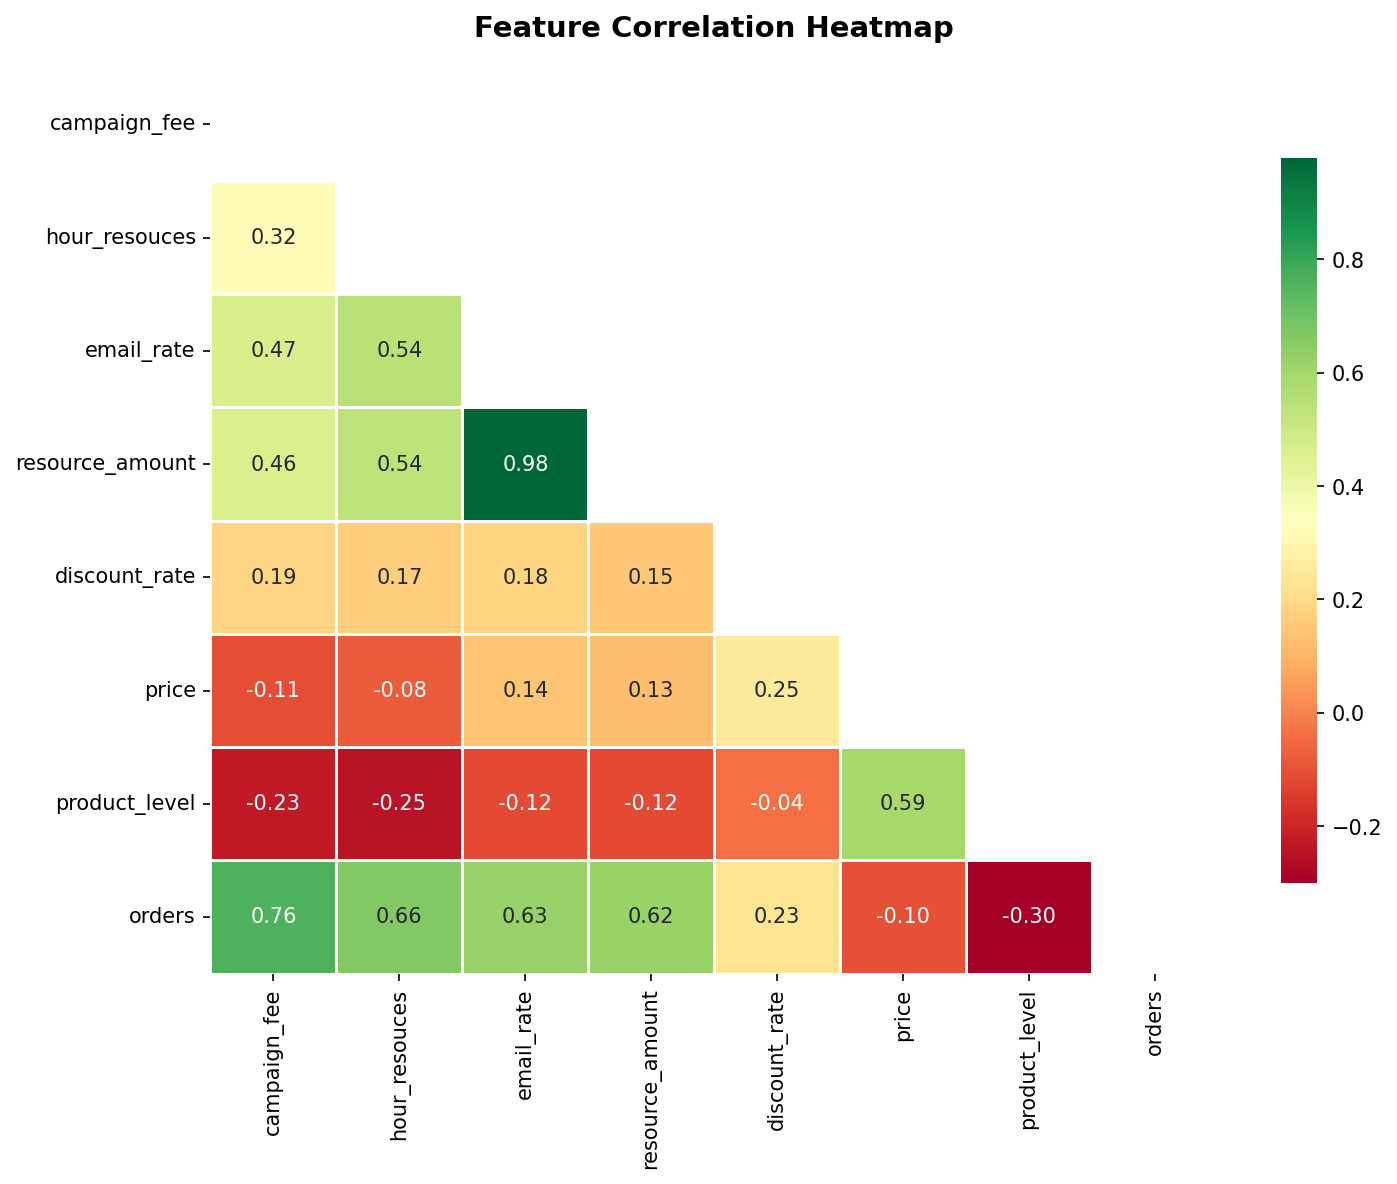 Feature Correlation Heatmap
campaign_fee
hour_resouces 0.32
email_rate 0.47 0.54
resource_amount 0.46 0.54 0.98
discount_rate 0.19 0.17 0.18 0.15
price -0.11 -0.08 0.14 0.13 0.25
product_level -0.23 -0.25 -0.12 -0.12 -0.04 0.59
orders 0.76 0.66 0.63 0.62 0.23 -0.10 -0.30
campaign_fee
hour_resouces
email_rate
resource_amount
discount_rate
price
product_level
orders
0.8
0.6
0.4
0.2
0.0
−0.2